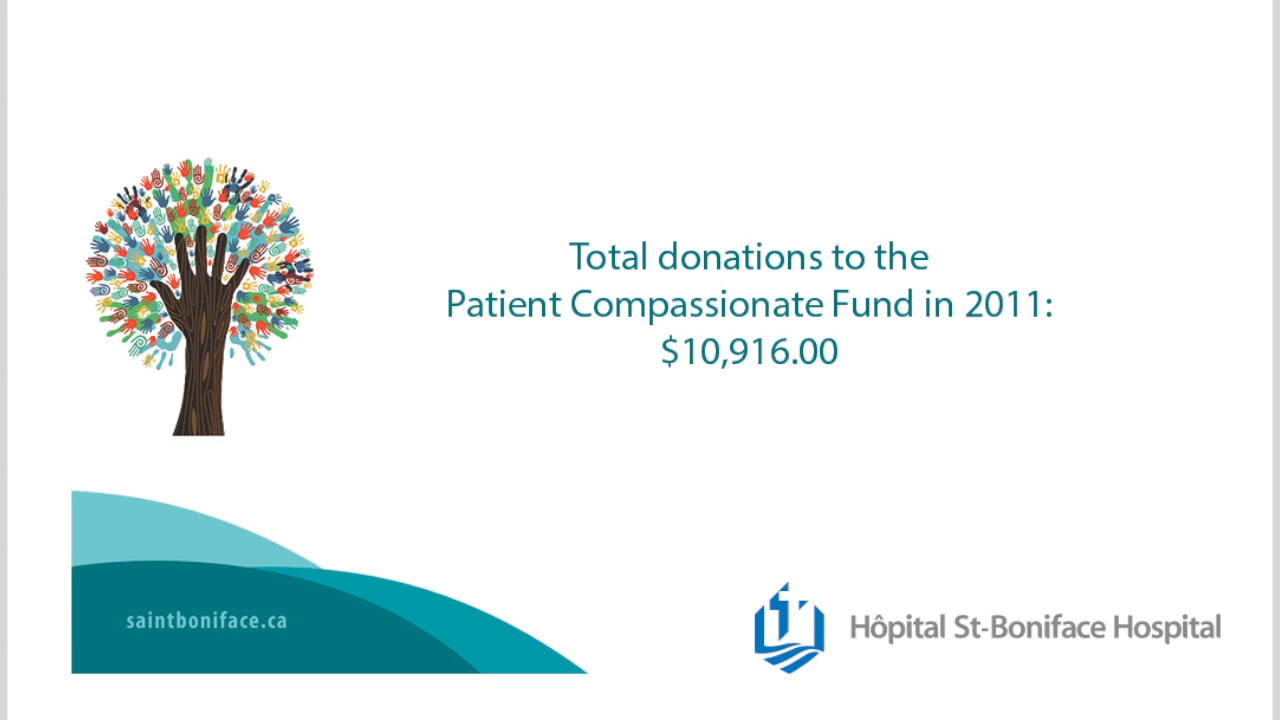 Total donations to the
Patient Compassionate Fund in 2011:
$10,916.00
saintboniface.ca
Hôpital St-Boniface Hospital